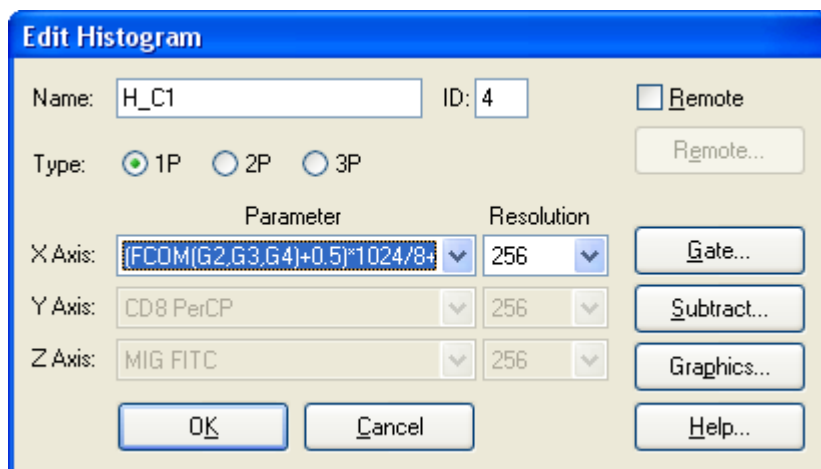 Edit Histogram
Name: H_C1 ID: 4 Remote
Remote...
Type: 1P 2P 3P
Parameter Resolution
X Axis: (FCOM(G2,G3,G4)+0.5)*1024/8+ 256 Gate...
Y Axis: CD8 PerCP 256 Subtract...
Z Axis: MIG FITC 256 Graphics...
OK Cancel Help...